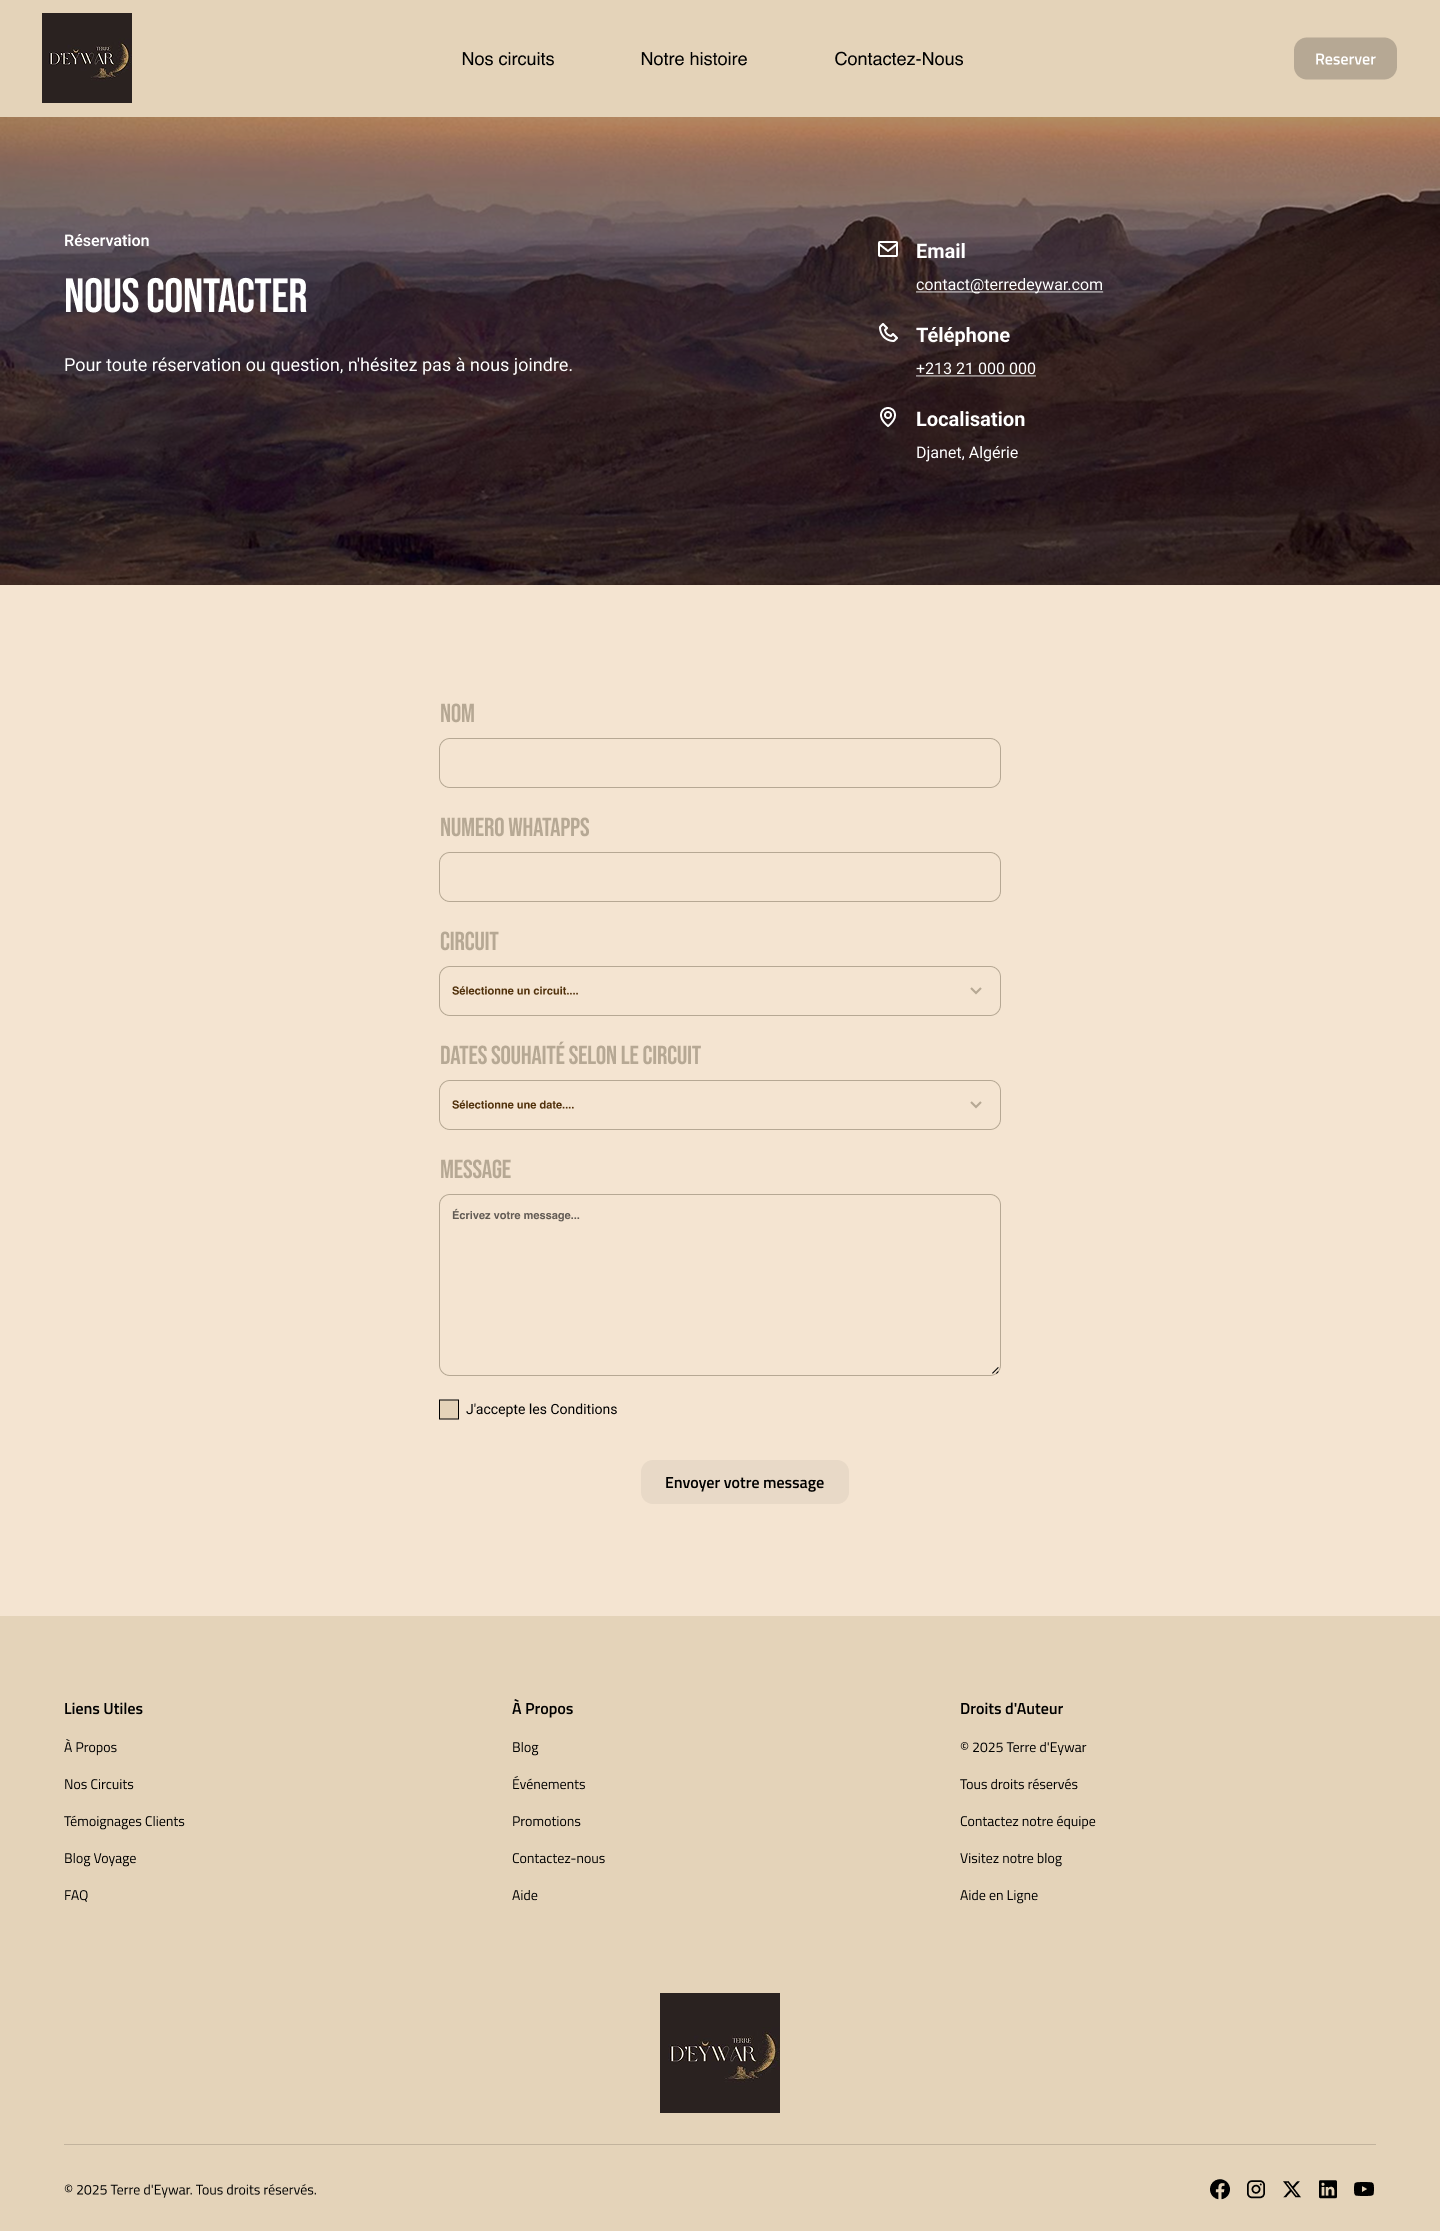 TERRE
D'EYWAR
Nos circuits
Notre histoire
Contactez-Nous
Reserver
Réservation
NOUS CONTACTER
Pour toute réservation ou question, n'hésitez pas à nous joindre.
Email
contact@terredeywar.com
Téléphone
+213 21 000 000
Localisation
Djanet, Algérie
NOM
NUMERO WHATAPPS
CIRCUIT
Sélectionne un circuit....
DATES SOUHAITÉ SELON LE CIRCUIT
Sélectionne une date....
MESSAGE
Écrivez votre message...
J'accepte les Conditions
Envoyer votre message
Liens Utiles
À Propos
Nos Circuits
Témoignages Clients
Blog Voyage
FAQ
À Propos
Blog
Événements
Promotions
Contactez-nous
Aide
Droits d'Auteur
© 2025 Terre d'Eywar
Tous droits réservés
Contactez notre équipe
Visitez notre blog
Aide en Ligne
TERRE
D'EYWAR
© 2025 Terre d'Eywar. Tous droits réservés.